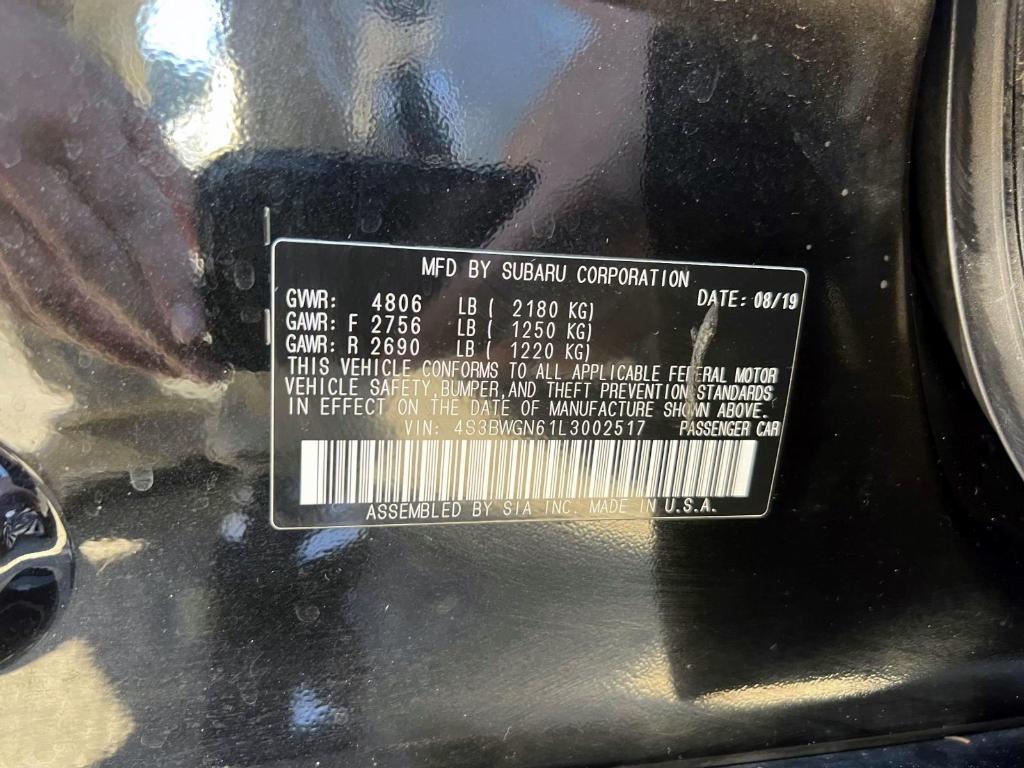 MFD BY SUBARU CORPORATION
GVWR: 4806 LB ( 2180 KG) DATE: 08/19
GAWR: F 2756 LB ( 1250 KG)
GAWR: R 2690 LB ( 1220 KG)
THIS VEHICLE CONFORMS TO ALL APPLICABLE FEDERAL MOTOR
VEHICLE SAFETY,BUMPER,AND THEFT PREVENTION STANDARDS
IN EFFECT ON THE DATE OF MANUFACTURE SHOWN ABOVE.
VIN: 4S3BWGN61L3002517 PASSENGER CAR
ASSEMBLED BY SIA INC. MADE IN U.S.A.